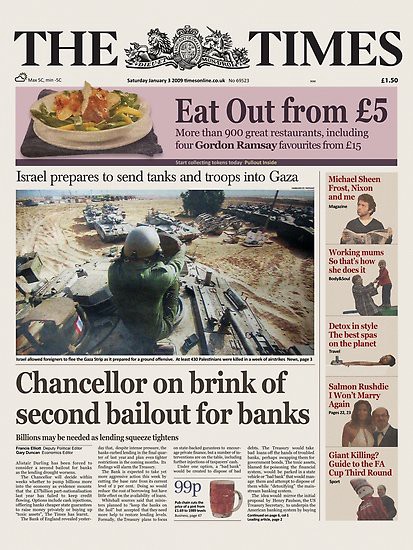 THE TIMES
Max 5C, min -5C
Saturday January 3 2009 timesonline.co.uk No 69523
£1.50
Eat Out from £5
More than 900 great restaurants, including
four Gordon Ramsay favourites from £15
Start collecting tokens today Pullout Inside
Israel prepares to send tanks and troops into Gaza
Israel allowed foreigners to flee the Gaza Strip as it prepared for a ground offensive. At least 430 Palestinians were killed in a week of airstrikes. News, page 3
Michael Sheen
Frost, Nixon
and me
Magazine
Working mums
So that's how
she does it
Body&Soul
Detox in style
The best spas
on the planet
Travel
Salmon Rushdie
I Won't Marry
Again
Pages 22, 23
Giant Killing?
Guide to the FA
Cup Third Round
Sport
Chancellor on brink of
second bailout for banks
Billions may be needed as lending squeeze tightens
Francis Elliott Deputy Political Editor
Gary Duncan Economics Editor
Alistair Darling has been forced to
consider a second bailout for banks
as the lending drought worsens.
The Chancellor will decide within
weeks whether to pump billions more
into the economy as evidence mounts
that the £37billion part-nationalisation
last year has failed to keep credit
flowing. Options include cash injections,
offering banks cheaper state guarantees
to raise money privately or buying up
"toxic assets", The Times has learnt.
The Bank of England revealed yester-
day that, despite intense pressure, the
banks curbed lending in the final quar-
ter of last year and plan even tighter
restrictions in the coming months. Its
findings will alarm the Treasury.
The Bank is expected to take yet
more aggressive action this week by
cutting the base rate from its current
level of 2 per cent. Doing so would
reduce the cost of borrowing but have
little effect on the availability of loans.
Whitehall sources said that minis-
ters planned to "keep the banks on
the boil" but accepted that they need
more help to restore lending levels.
Formally, the Treasury plans to focus
on state-backed guarantees to encour-
age private finance, but a number of in-
terventions are on the table, including
further injections of taxpayers' cash.
Under one option, a "bad bank"
would be created to dispose of bad
debts. The Treasury would take
bad loans off the hands of troubled
banks, perhaps swapping them for
government bonds. The toxic assets,
blamed for poisoning the financial
system, would be parked in a state
vehicle or "bad bank" that would man-
age them and attempt to dispose of
them while "detoxifying" the main-
stream banking system.
The idea would mirror the initial
proposal by Henry Paulson, the US
Treasury Secretary, to underpin the
American banking system by buying
Continued on page 6, col 1
Leading article, page 2
99p
Pub chain cuts the
price of a pint from
£1.69 to 1989 levels
Business, page 47